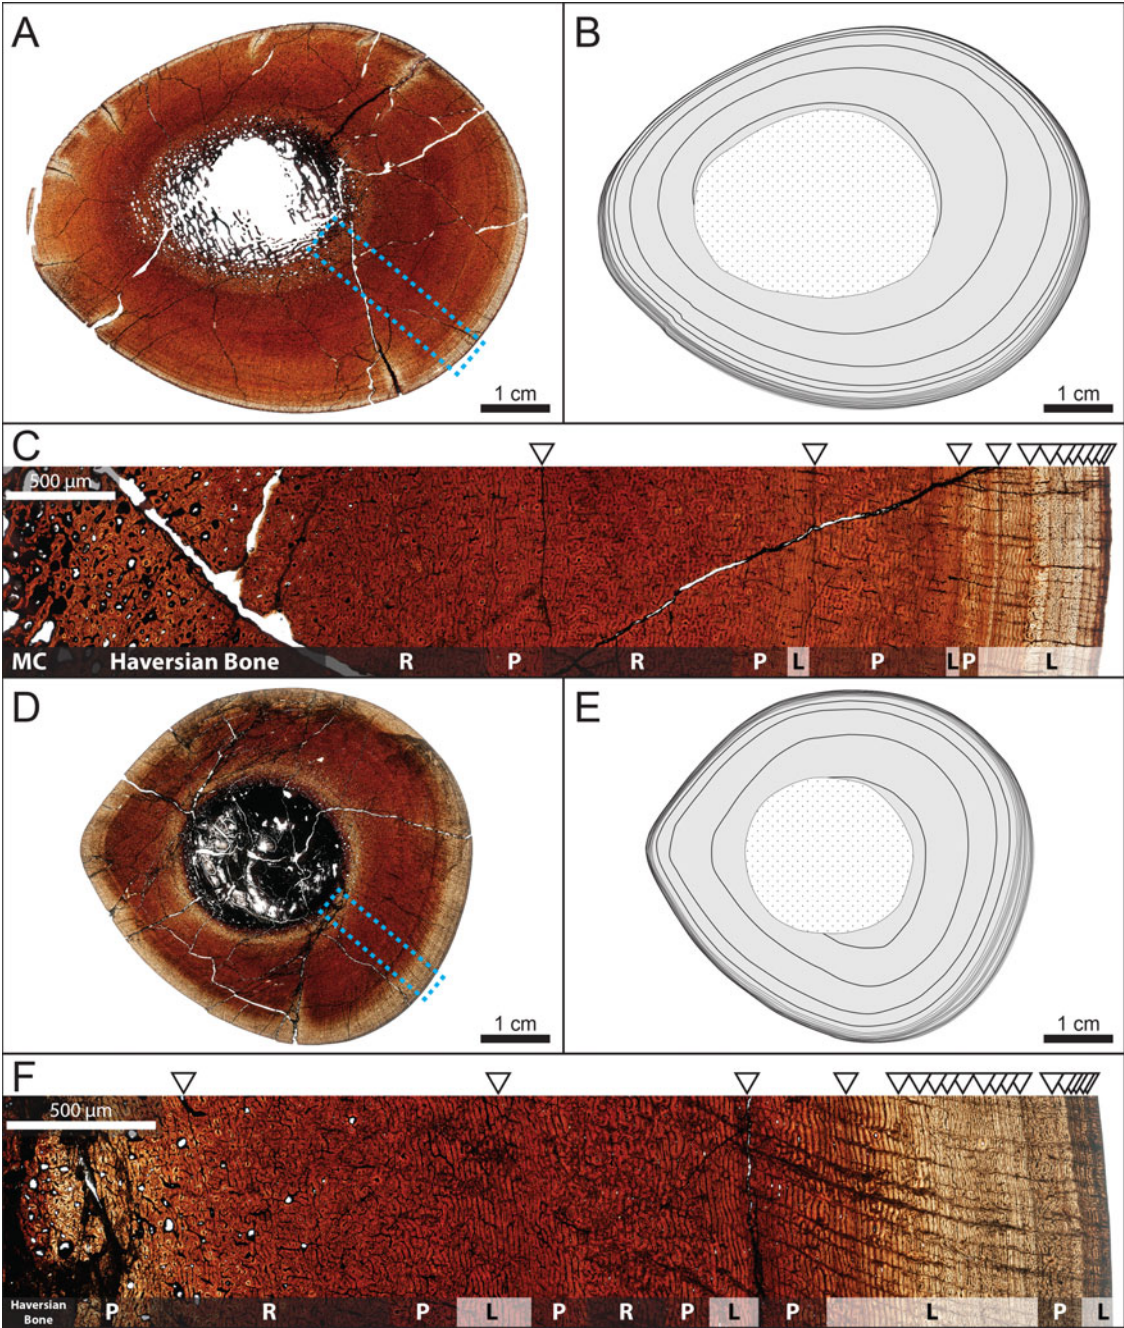 A
B
1 cm
1 cm
C
500 µm
MC Haversian Bone R P R P L P L P L
D
E
1 cm
1 cm
F
500 µm
Haversian
Bone
P R P L P R P L P L P L